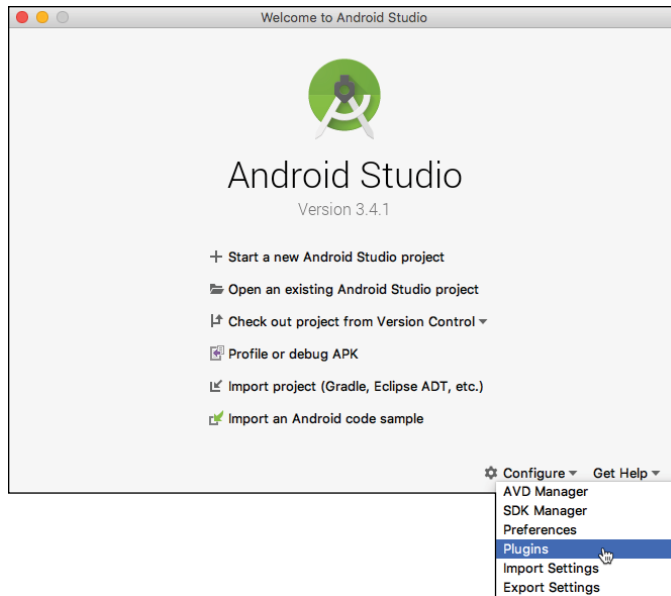 Welcome to Android Studio
Android Studio
Version 3.4.1
Start a new Android Studio project
Open an existing Android Studio project
Check out project from Version Control
Profile or debug APK
Import project (Gradle, Eclipse ADT, etc.)
Import an Android code sample
Configure Get Help
AVD Manager
SDK Manager
Preferences
Plugins
Import Settings
Export Settings